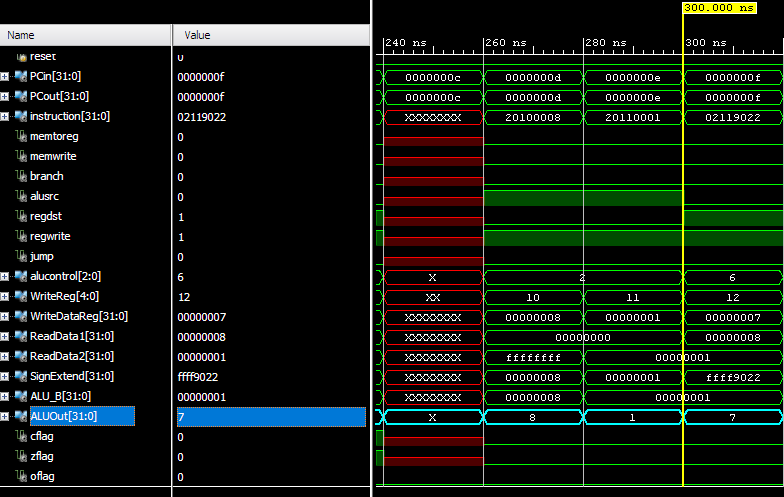 300.000 ns
Name Value 240 ns 260 ns 280 ns 300 ns
reset 0
PCin[31:0] 0000000f 0000000c 0000000d 0000000e 0000000f
PCout[31:0] 0000000f 0000000c 0000000d 0000000e 0000000f
instruction[31:0] 02119022 XXXXXXXX 20100008 20110001 02119022
memtoreg 0
memwrite 0
branch 0
alusrc 0
regdst 1
regwrite 1
jump 0
alucontrol[2:0] 6 X 2 6
WriteReg[4:0] 12 XX 10 11 12
WriteDataReg[31:0] 00000007 XXXXXXXX 00000008 00000001 00000007
ReadData1[31:0] 00000008 XXXXXXXX 00000000 00000008
ReadData2[31:0] 00000001 XXXXXXXX ffffffff 00000001
SignExtend[31:0] ffff9022 XXXXXXXX 00000008 00000001 ffff9022
ALU_B[31:0] 00000001 XXXXXXXX 00000008 00000001
ALUOut[31:0] 7 X 8 1 7
cflag 0
zflag 0
oflag 0